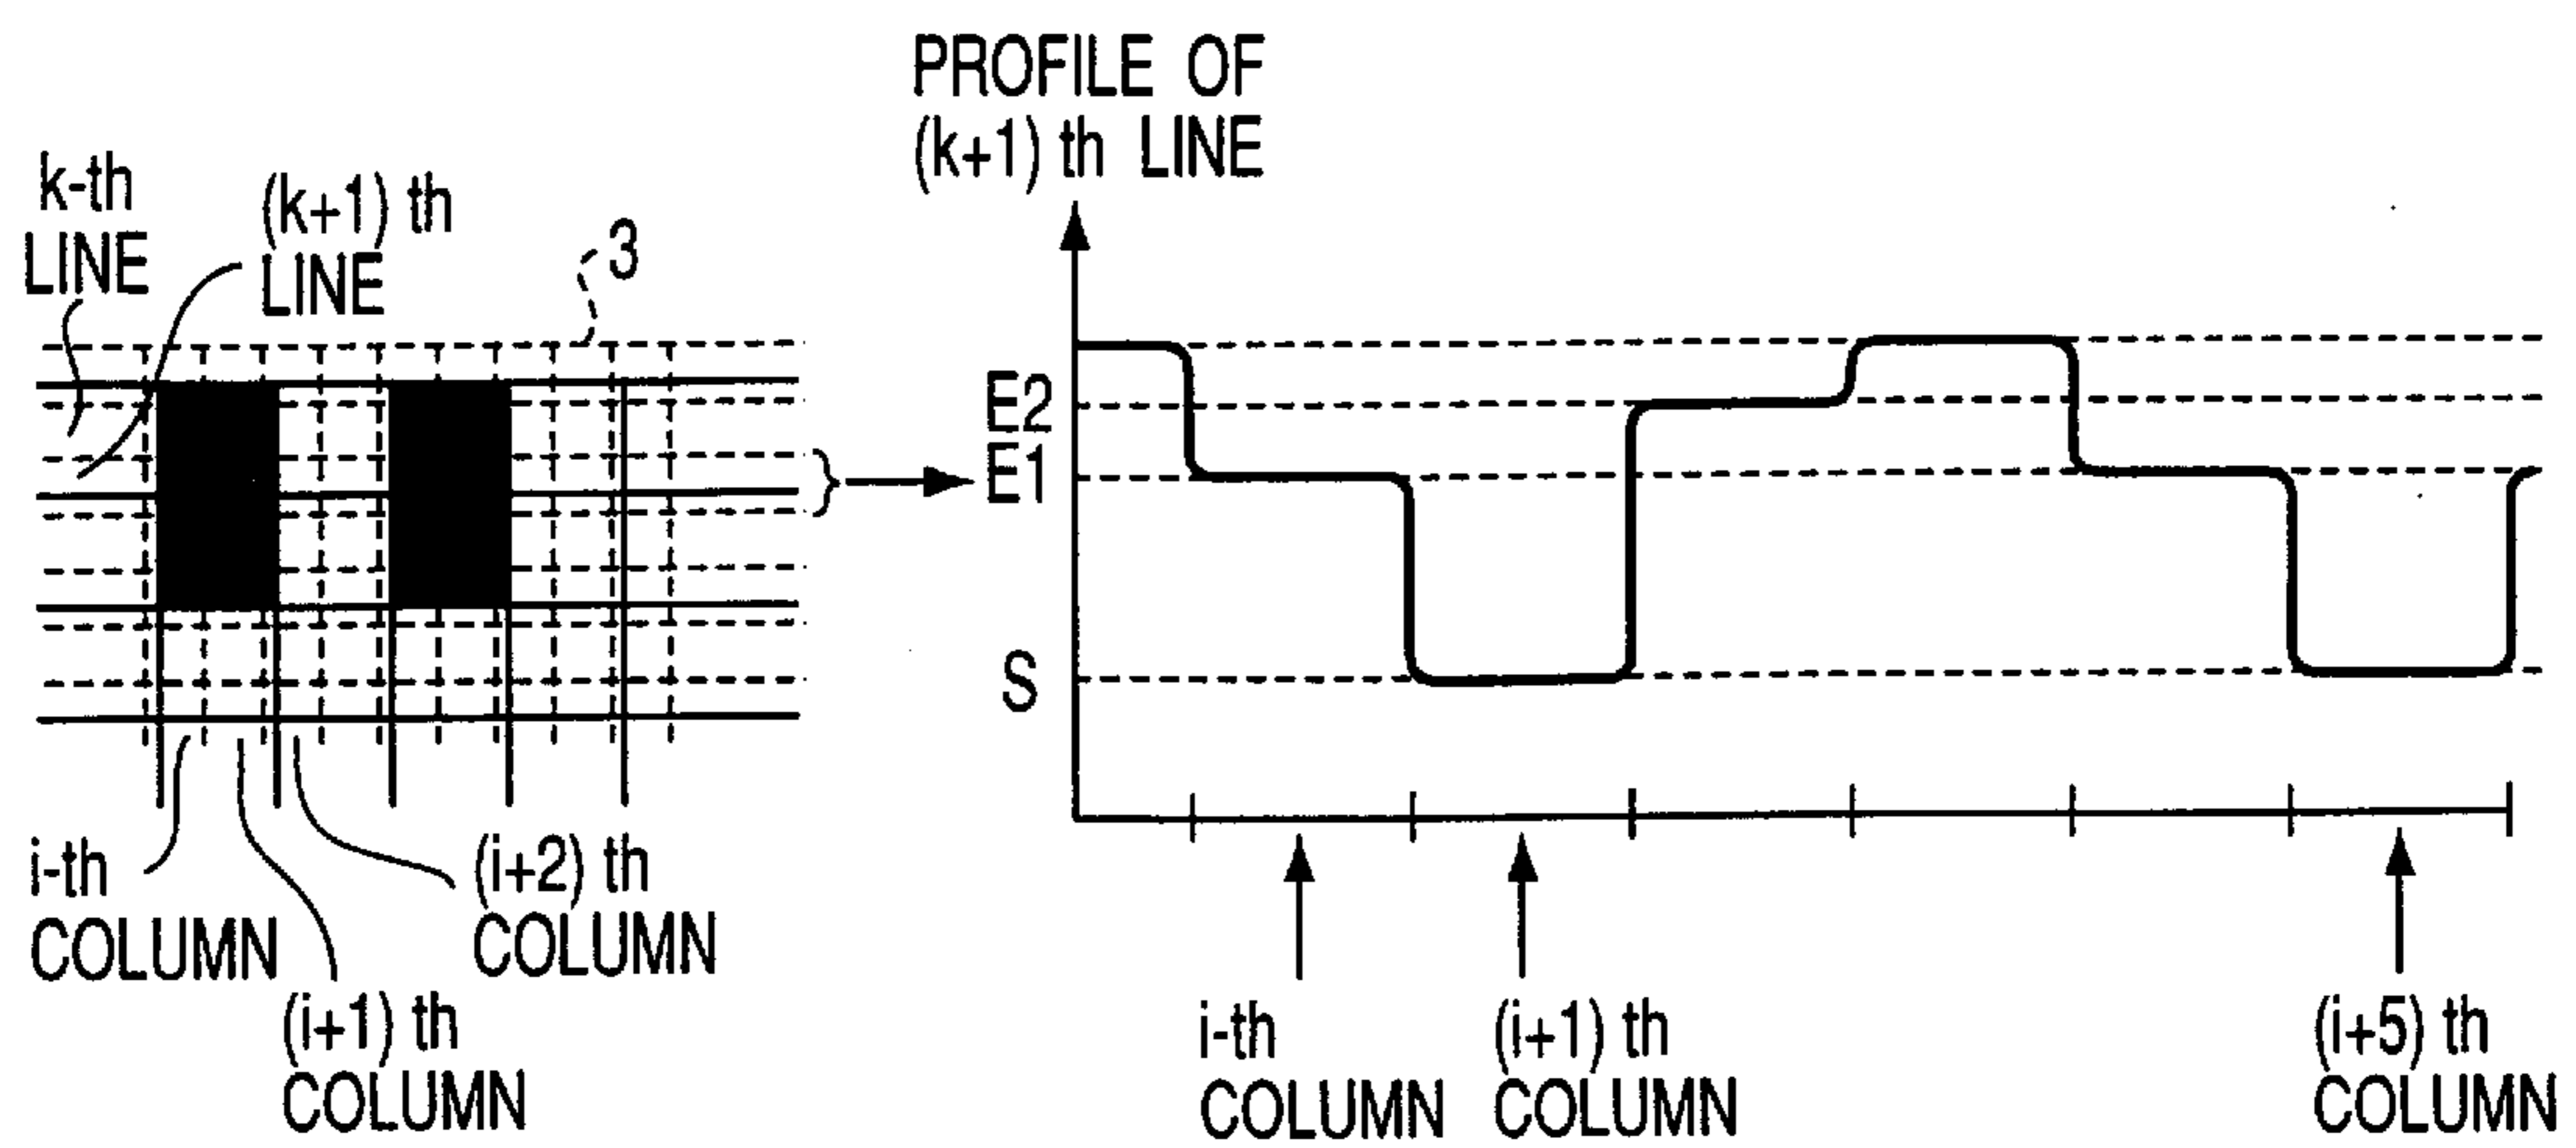 PROFILE OF
(k+1) th LINE
k-th
LINE
(k+1) th
LINE
3
E2
E1
S
i-th
COLUMN
(i+1) th
COLUMN
(i+2) th
COLUMN
i-th
COLUMN
(i+1) th
COLUMN
(i+5) th
COLUMN